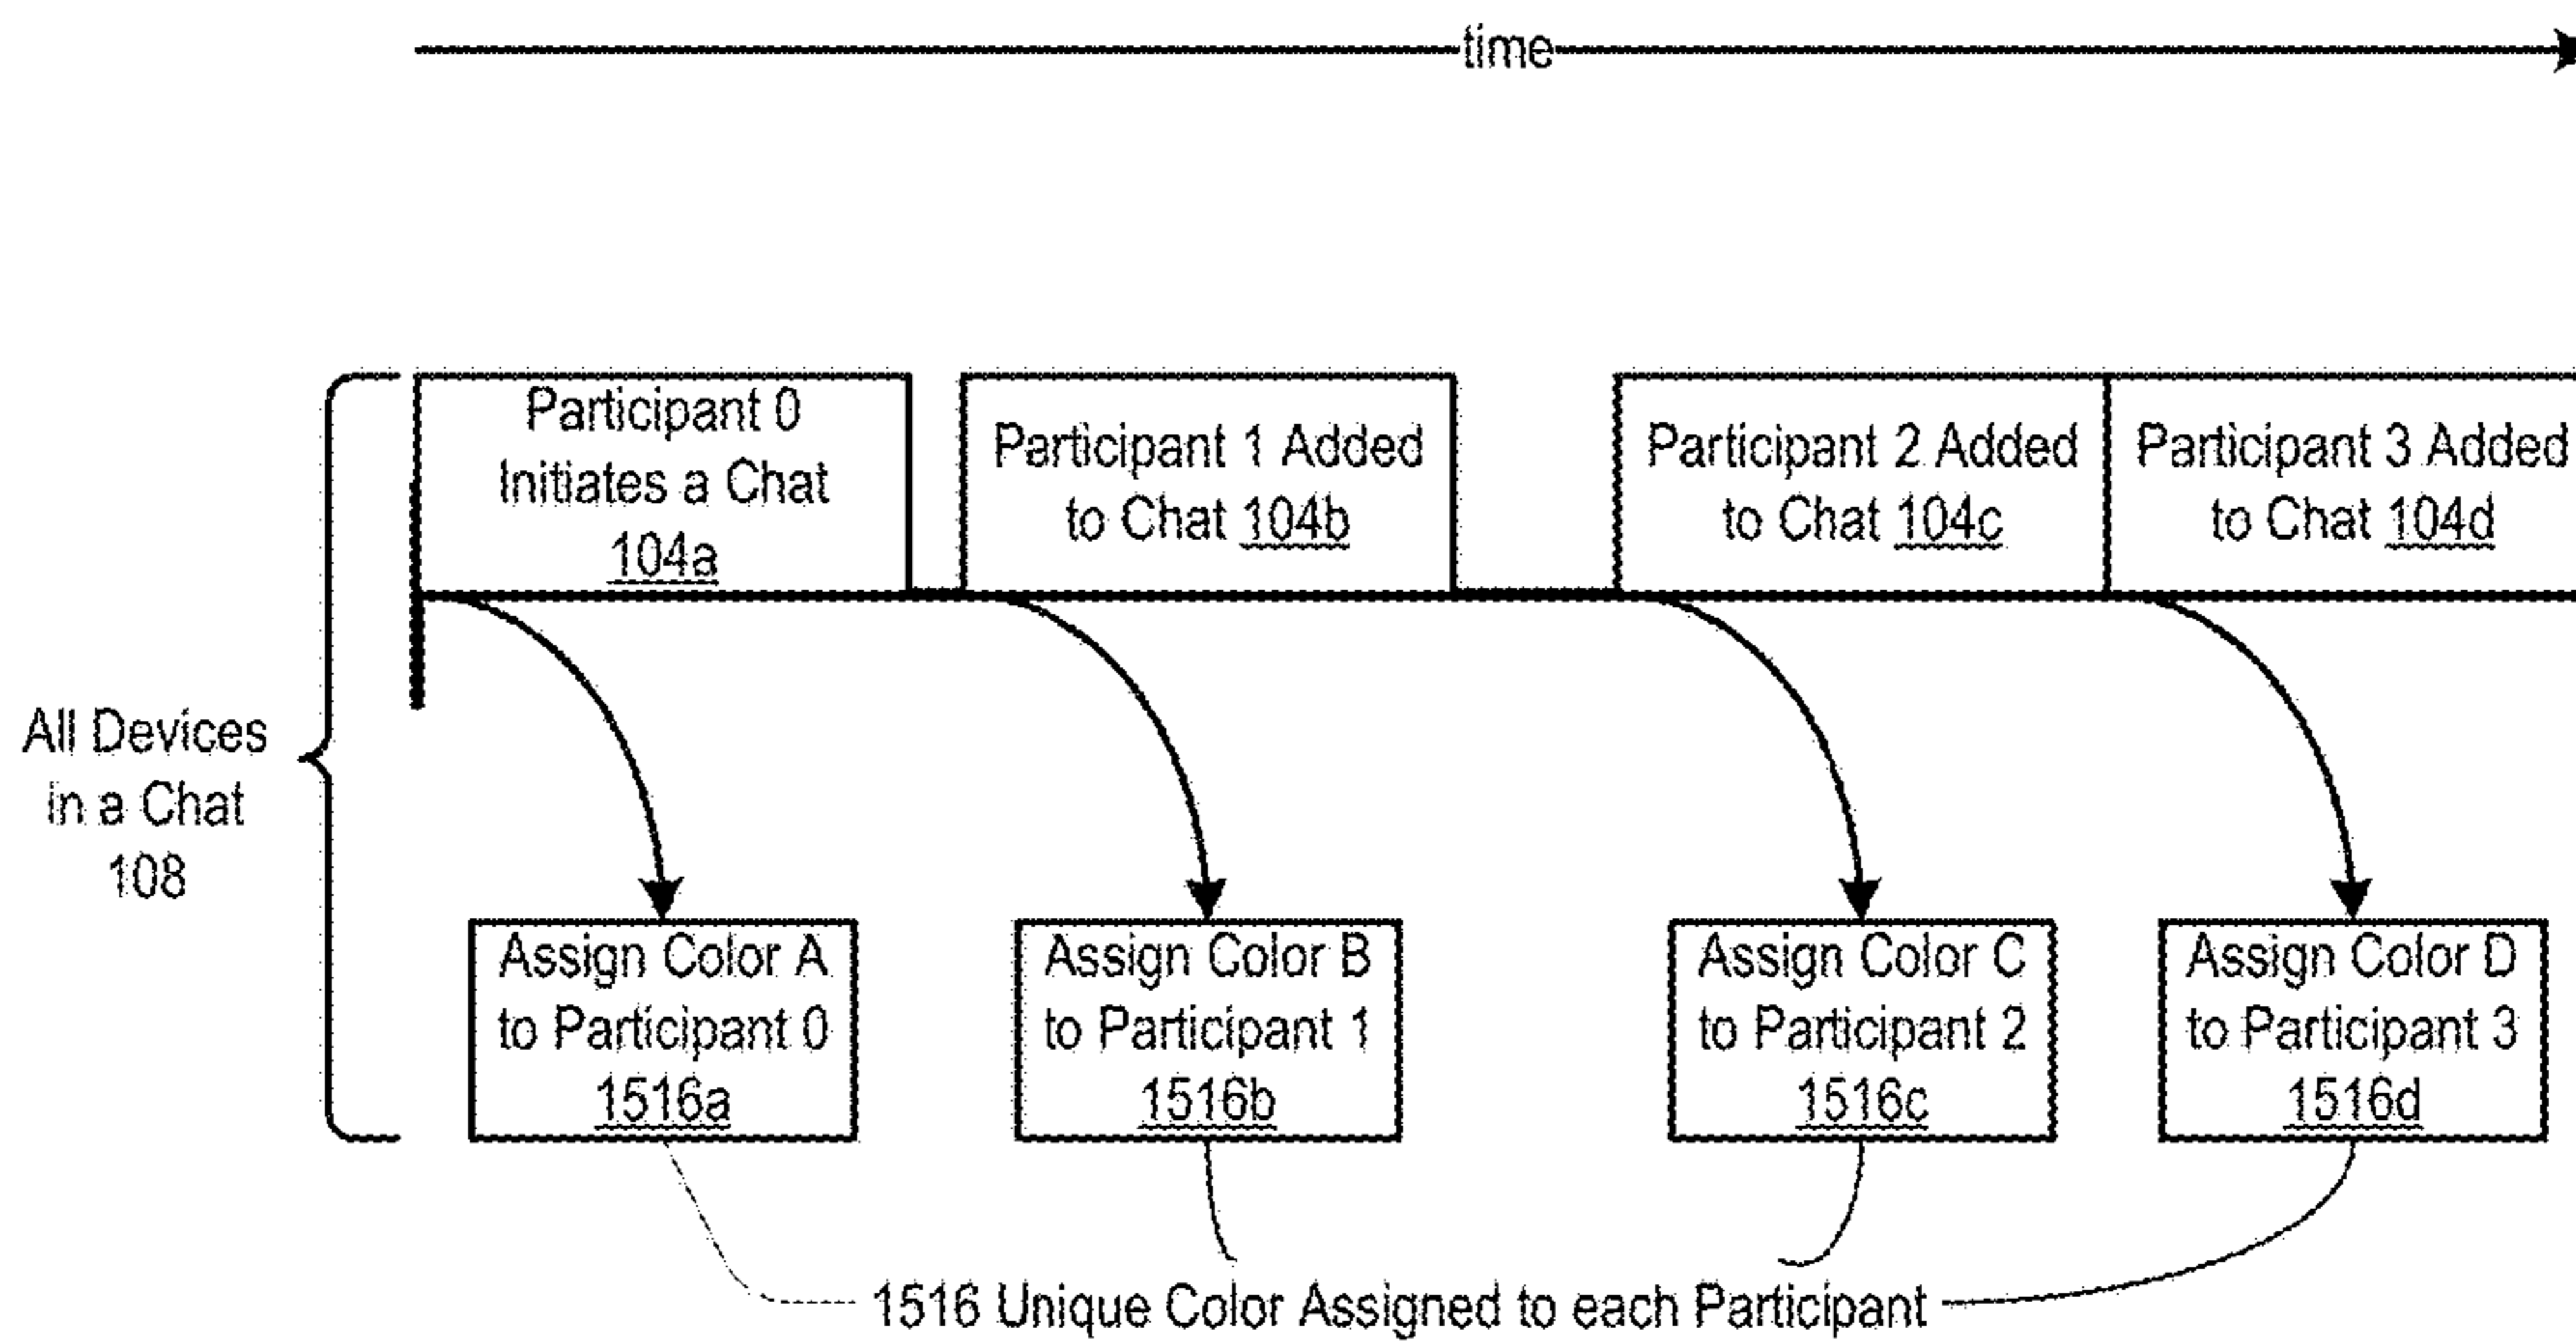 time
Participant 0
Initiates a Chat
104a
Participant 1 Added
to Chat 104b
Participant 2 Added
to Chat 104c
Participant 3 Added
to Chat 104d
All Devices
in a Chat
108
Assign Color A
to Participant 0
1516a
Assign Color B
to Participant 1
1516b
Assign Color C
to Participant 2
1516c
Assign Color D
to Participant 3
1516d
1516 Unique Color Assigned to each Participant